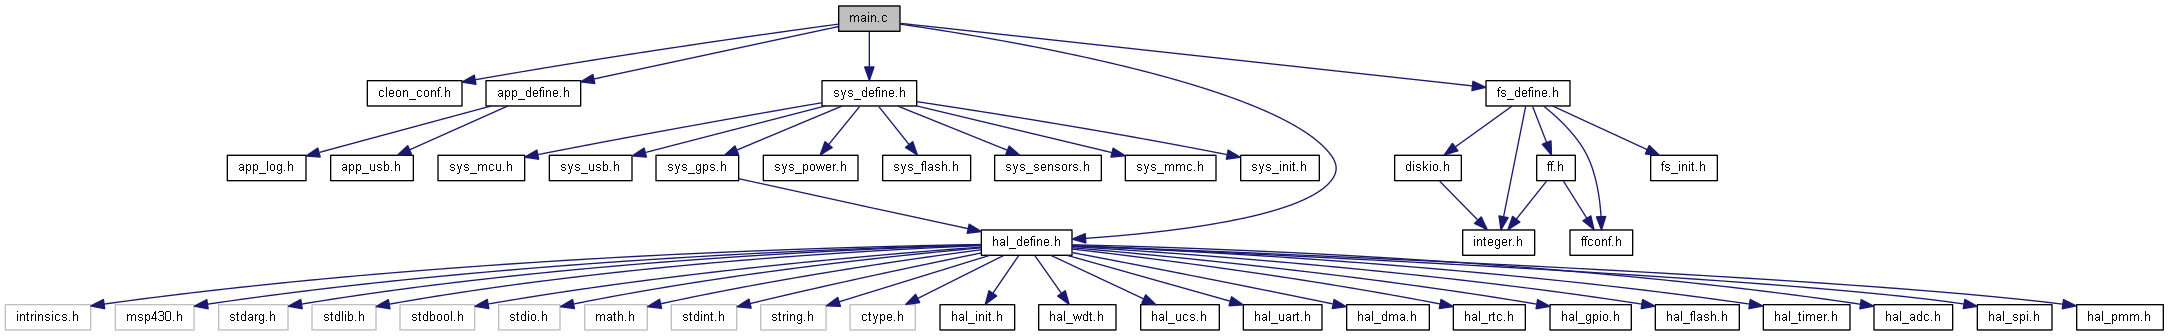 main.c
cleon_conf.h
app_define.h
sys_define.h
fs_define.h
app_log.h
app_usb.h
sys_mcu.h
sys_usb.h
sys_gps.h
sys_power.h
sys_flash.h
sys_sensors.h
sys_mmc.h
sys_init.h
diskio.h
ff.h
fs_init.h
hal_define.h
integer.h
ffconf.h
intrinsics.h
msp430.h
stdarg.h
stdlib.h
stdbool.h
stdio.h
math.h
stdint.h
string.h
ctype.h
hal_init.h
hal_wdt.h
hal_ucs.h
hal_uart.h
hal_dma.h
hal_rtc.h
hal_gpio.h
hal_flash.h
hal_timer.h
hal_adc.h
hal_spi.h
hal_pmm.h